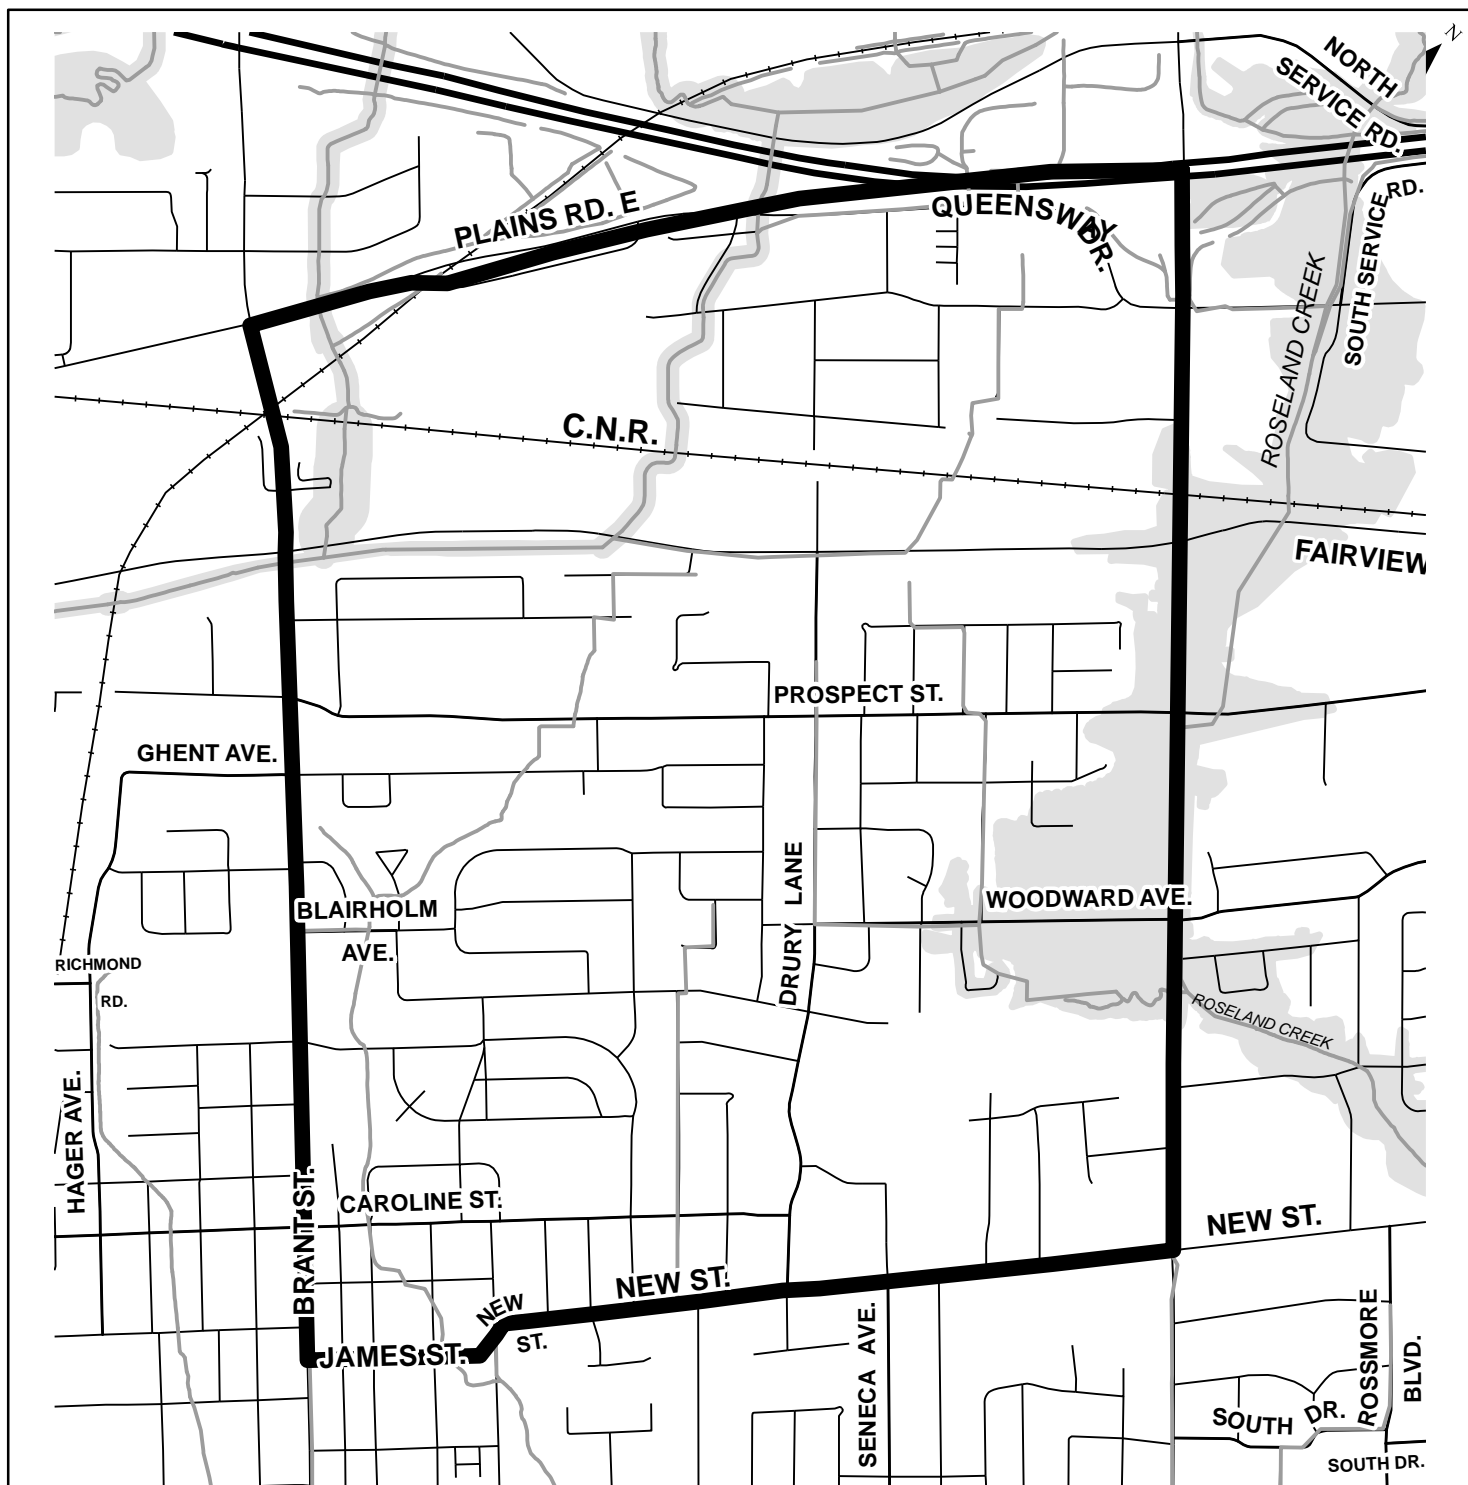 N
NORTH
SERVICE RD.
RD.
SOUTH SERVICE
PLAINS RD. E
QUEENSWAY
DR.
ROSELAND CREEK
C.N.R.
FAIRVIEW
PROSPECT ST.
GHENT AVE.
DRURY LANE
WOODWARD AVE.
BLAIRHOLM
AVE.
RICHMOND
RD.
ROSELAND CREEK
HAGER AVE.
BRANT ST.
CAROLINE ST.
NEW ST.
NEW ST.
NEW
ST.
JAMES ST.
SENECA AVE.
ROSSMORE
BLVD.
SOUTH DR.
SOUTH DR.